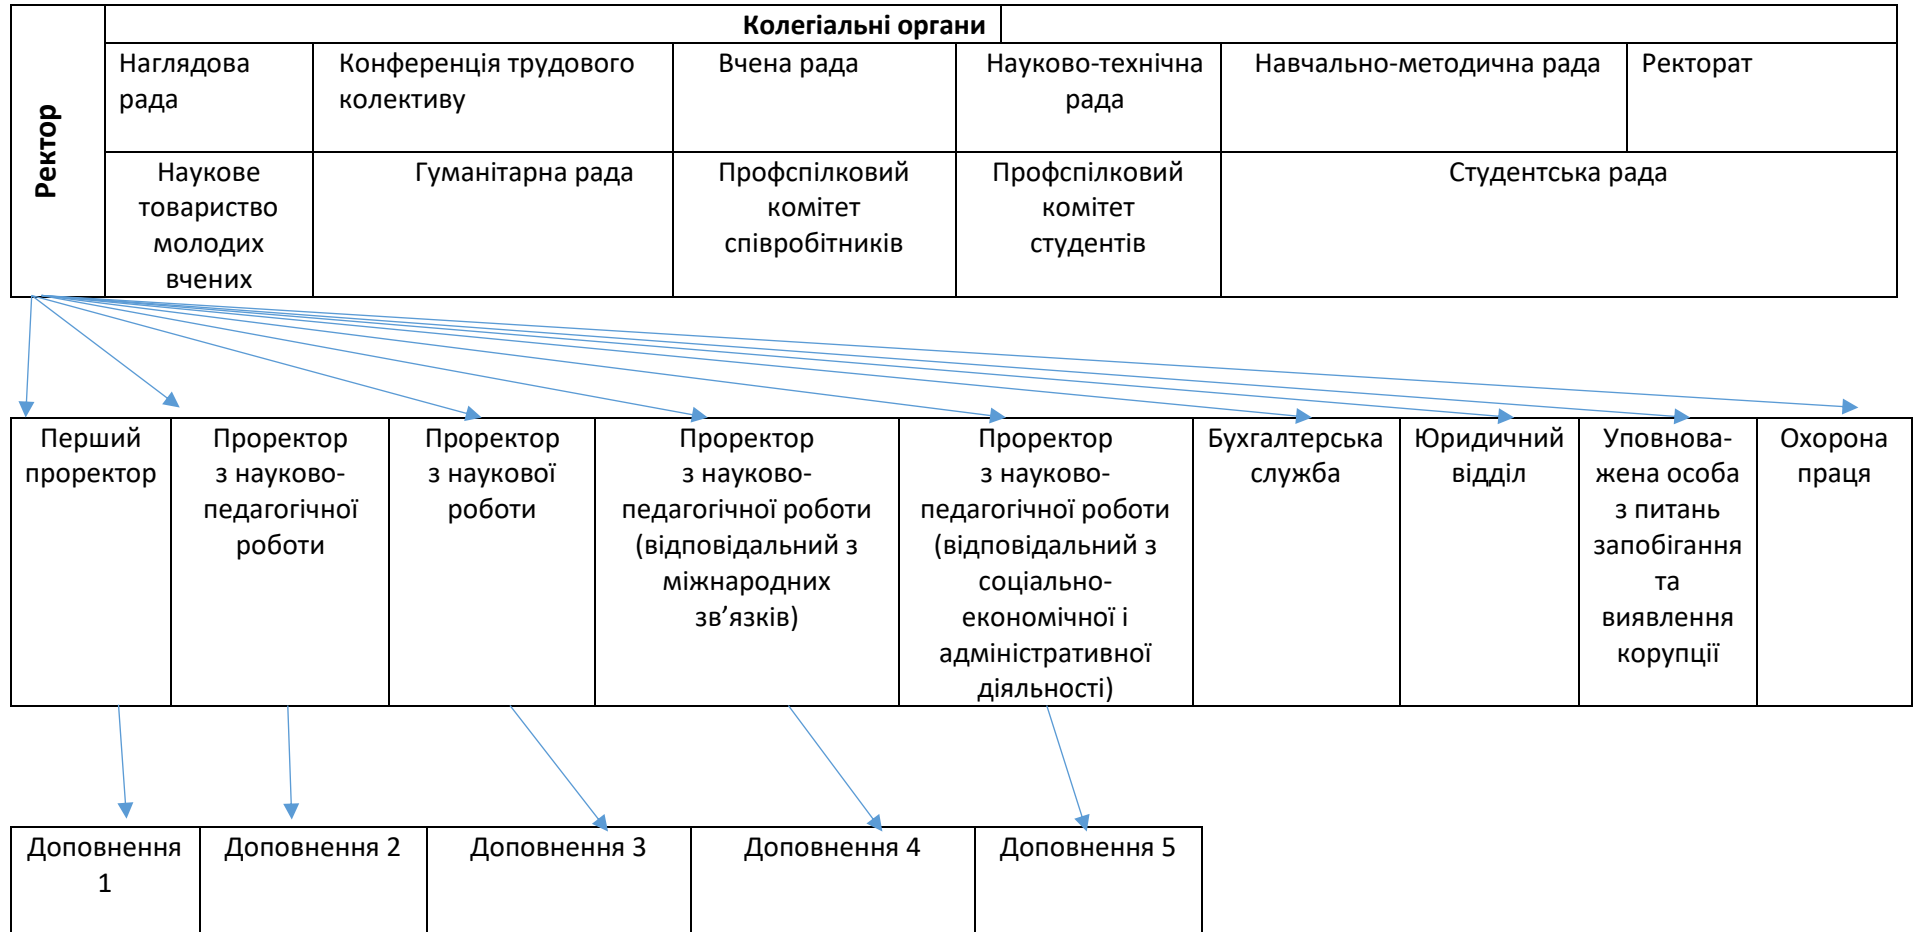 Ректор
Колегіальні органи
Наглядова
рада
Конференція трудового
колективу
Вчена рада
Науково-технічна
рада
Навчально-методична рада
Ректорат
Наукове
товариство
молодих
вчених
Гуманітарна рада
Профспілковий
комітет
співробітників
Профспілковий
комітет
студентів
Студентська рада
Перший
проректор
Проректор
з науково-
педагогічної
роботи
Проректор
з наукової
роботи
Проректор
з науково-
педагогічної роботи
(відповідальний з
міжнародних
зв’язків)
Проректор
з науково-
педагогічної роботи
(відповідальний з
соціально-
економічної і
адміністративної
діяльності)
Бухгалтерська
служба
Юридичний
відділ
Уповнова-
жена особа
з питань
запобігання
та
виявлення
корупції
Охорона
праця
Доповнення
1
Доповнення 2
Доповнення 3
Доповнення 4
Доповнення 5